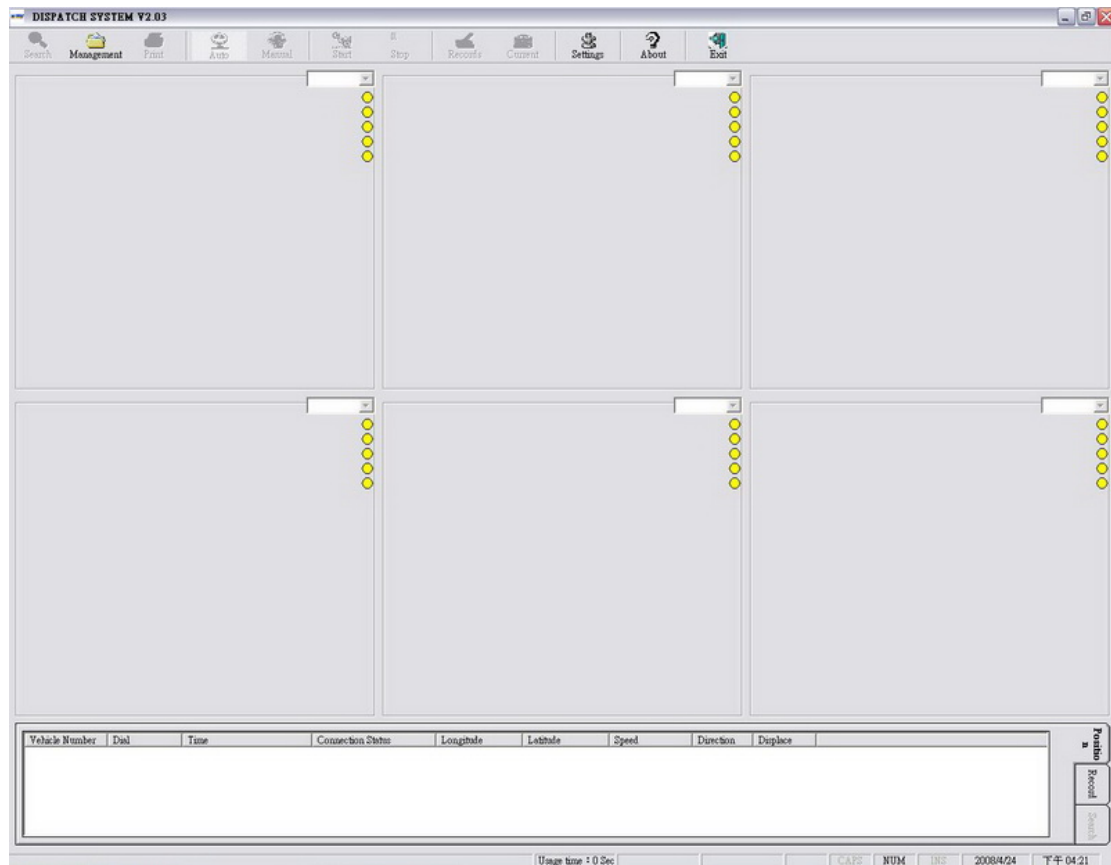 DISPATCH SYSTEM V2.03
Search Management Print Auto Manual Start Stop Records Current Settings About Exit
Vehicle Number Dial Time Connection Status Longitude Latitude Speed Direction Displace
Position
Record
Search
Usage time : 0 Sec CAPS NUM INS 2008/4/24 下午 04:21